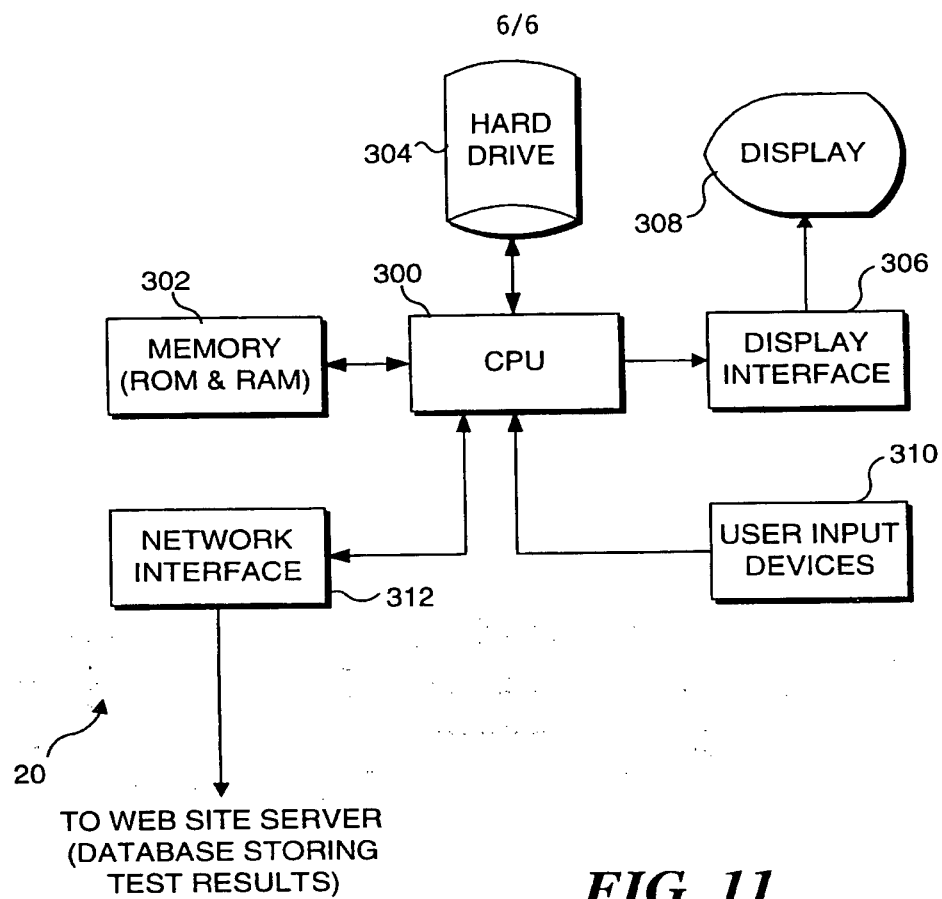 6/6
HARD
DRIVE
304
DISPLAY
308
300
306
302
MEMORY
(ROM & RAM)
CPU
DISPLAY
INTERFACE
310
NETWORK
INTERFACE
312
USER INPUT
DEVICES
20
TO WEB SITE SERVER
(DATABASE STORING
TEST RESULTS)
FIG. 11